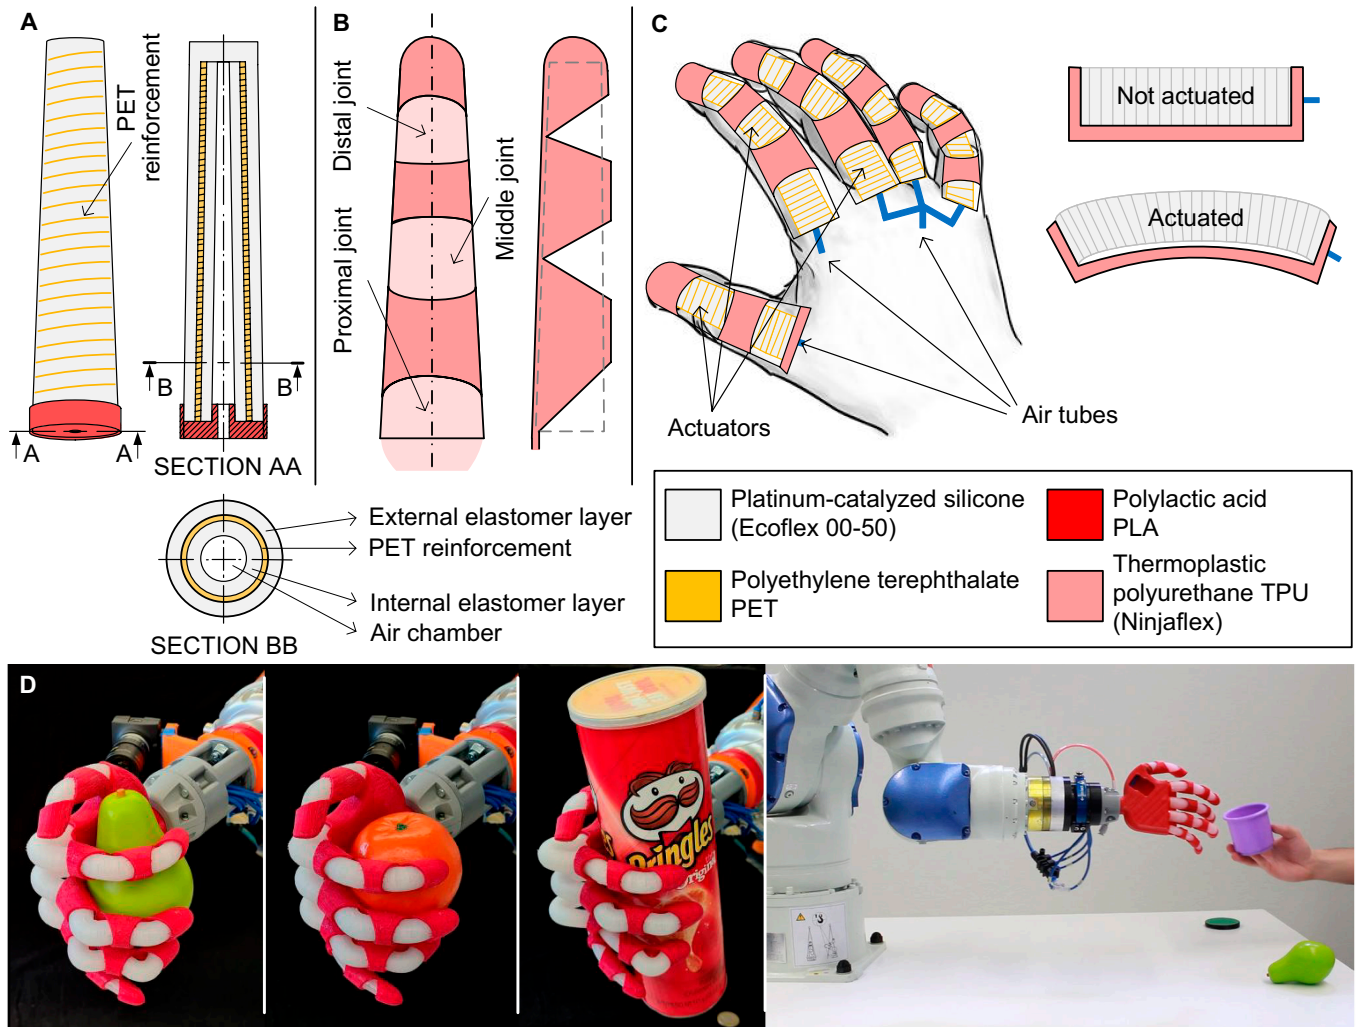 A
PET
reinforcement
B
B
A
A
SECTION AA
External elastomer layer
PET reinforcement
Internal elastomer layer
Air chamber
SECTION BB
B
Distal joint
Middle joint
Proximal joint
C
Not actuated
Actuated
Actuators
Air tubes
Platinum-catalyzed silicone
(Ecoflex 00-50)
Polyethylene terephthalate
PET
Polylactic acid
PLA
Thermoplastic
polyurethane TPU
(Ninjaflex)
D
Pringles
Original